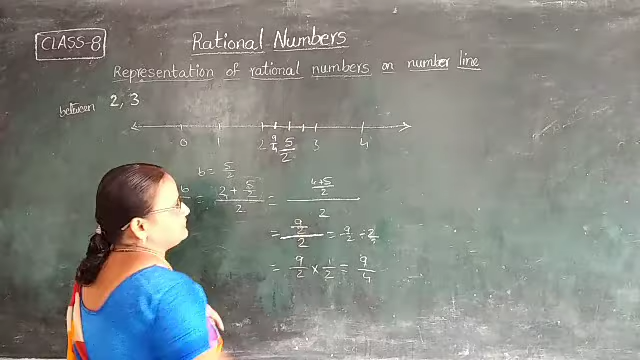 CLASS-8
Rational Numbers
Representation of rational numbers on number line
between 2, 3
0 1 2 9/4 5/2 3 4
b = 5/2
b = (2 + 5/2)/2 = ((4+5)/2)/2
= (9/2)/2 = 9/2 ÷ 2
= 9/2 × 1/2 = 9/4